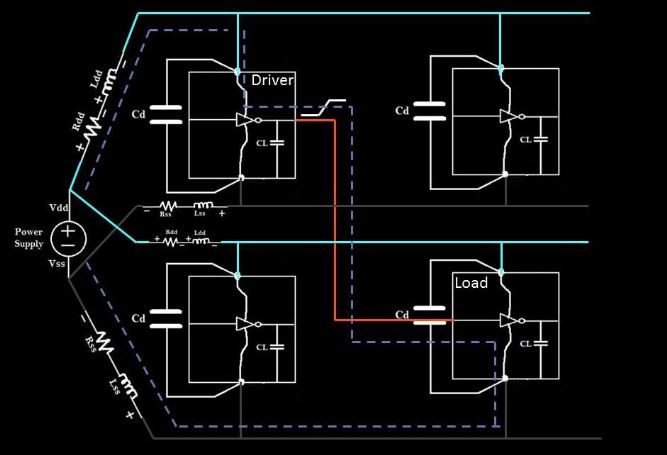 Ldd
Rdd
+ −
+
Driver
Cd
CL
Cd
CL
Vdd
− Rss Lss +
Power
Supply
+
−
Rdd Ldd
+ − + −
Vss
Cd
CL
Load
Cd
CL
−
Rss
Lss
+